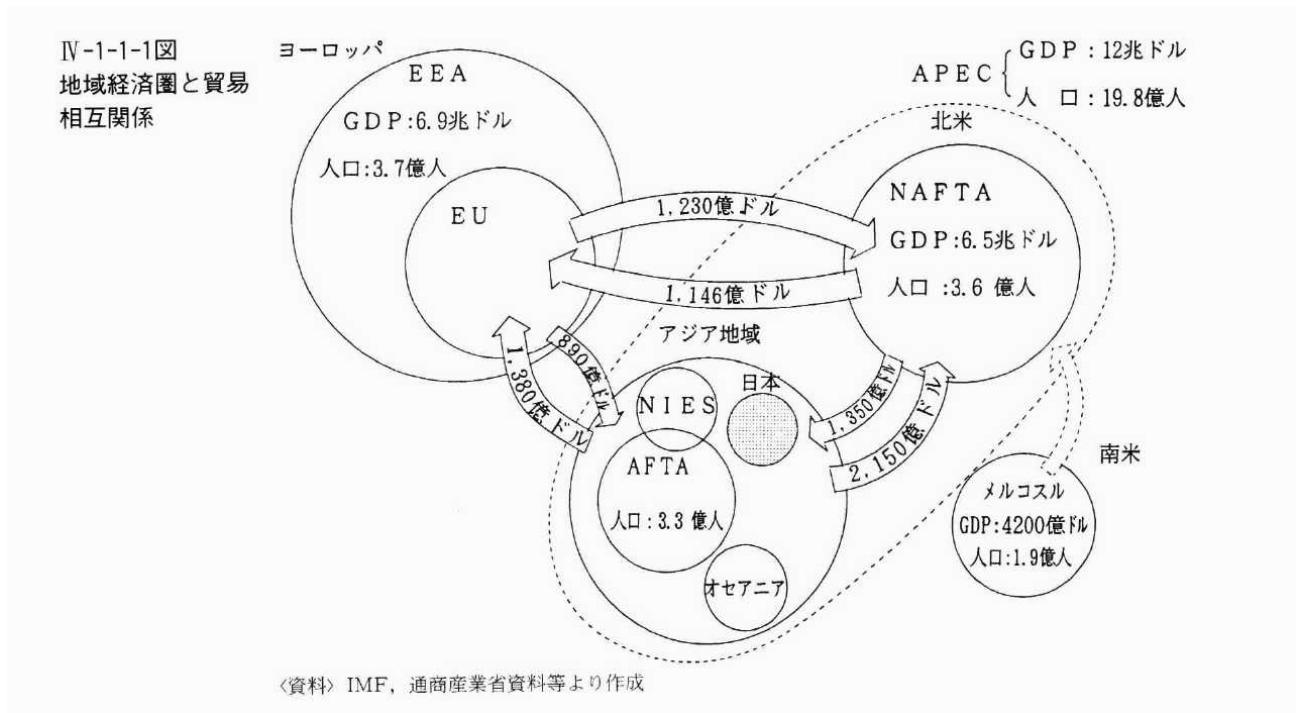 Ⅳ-1-1-1図
地域経済圏と貿易
相互関係
ヨーロッパ
EEA
GDP:6.9兆ドル
人口:3.7億人
EU
APEC
GDP:12兆ドル
人 口:19.8億人
北米
NAFTA
GDP:6.5兆ドル
人口:3.6 億人
1,230億ドル
1,146億ドル
アジア地域
890億ドル
1,380億ドル
NIES
日本
1,350億ドル
2,150億ドル
AFTA
人口:3.3 億人
オセアニア
南米
メルコスル
GDP:4200億ドル
人口:1.9億人
〈資料〉IMF,通商産業省資料等より作成